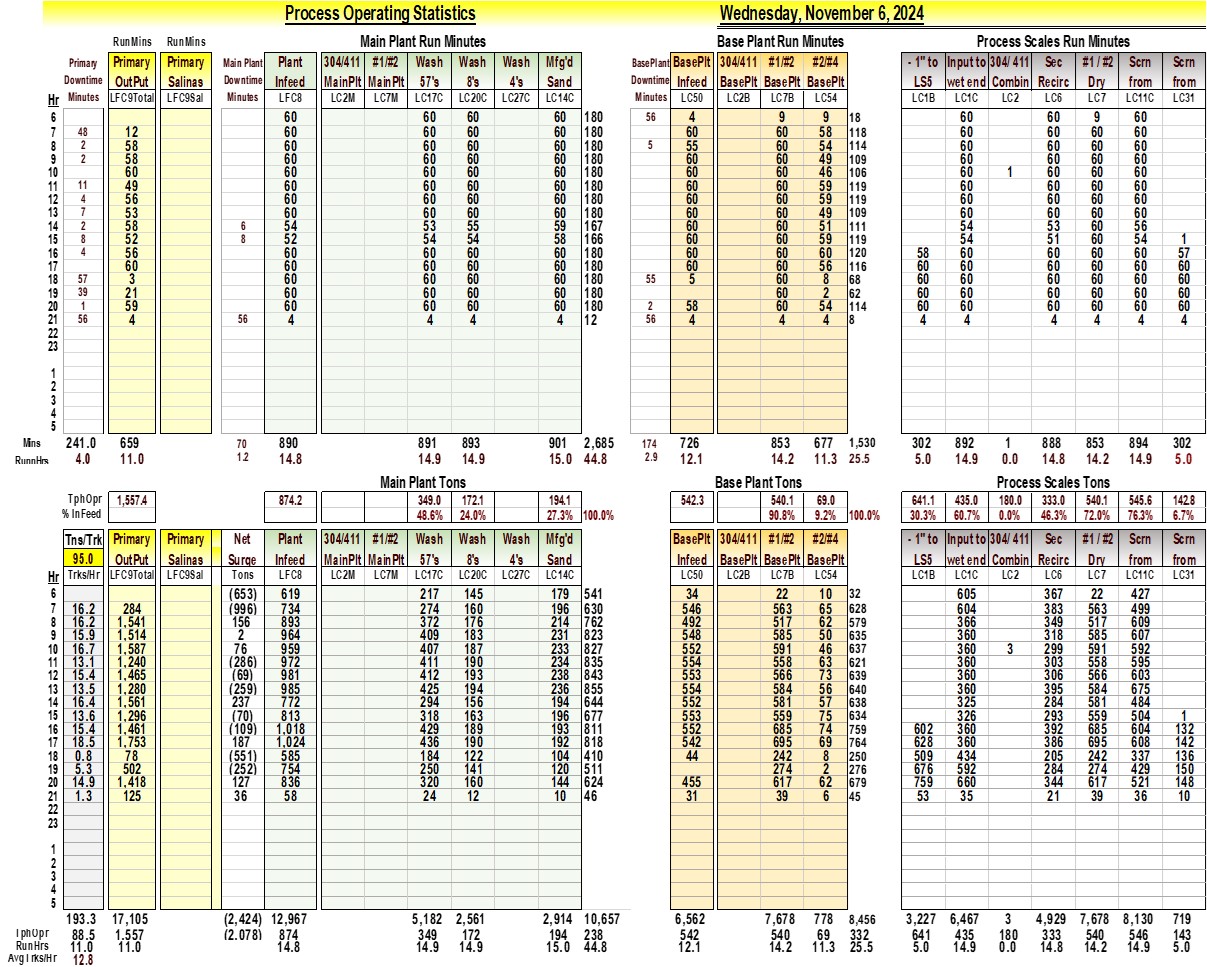 Process Operating Statistics Wednesday, November 6, 2024
Run Mins Run Mins Main Plant Run Minutes Base Plant Run Minutes Process Scales Run Minutes
Primary Primary Primary Main Plant Plant 304/411 #1/#2 Wash Wash Wash Mfg'd BasePlant BasePlt 304/411 #1/#2 #2/#4 - 1" to Input to 304/ 411 Sec #1 / #2 Scrn Scrn
Downtime OutPut Salinas Downtime Infeed MainPlt MainPlt 57's 8's 4's Sand Downtime Infeed BasePlt BasePlt BasePlt LS5 wet end Combin Recirc Dry from from
Hr Minutes LFC9Total LFC9Sal Minutes LFC8 LC2M LC7M LC17C LC20C LC27C LC14C Minutes LC50 LC2B LC7B LC54 LC1B LC1C LC2 LC6 LC7 LC11C LC31
6 60 60 60 60 180 56 4 9 9 18 60 60 9 60
7 48 12 60 60 60 60 180 60 60 58 118 60 60 60 60
8 2 58 60 60 60 60 180 5 55 60 54 114 60 60 60 60
9 2 58 60 60 60 60 180 60 60 49 109 60 60 60 60
10 60 60 60 60 60 180 60 60 46 106 60 1 60 60 60
11 11 49 60 60 60 60 180 60 60 59 119 60 60 60 60
12 4 56 60 60 60 60 180 60 60 59 119 60 60 60 60
13 7 53 60 60 60 60 180 60 60 49 109 60 60 60 60
14 2 58 6 54 53 55 59 167 60 60 51 111 54 53 60 56
15 8 52 8 52 54 54 58 166 60 60 59 119 54 51 60 54 1
16 4 56 60 60 60 60 180 60 60 60 120 58 60 60 60 60 57
17 60 60 60 60 60 180 60 60 56 116 60 60 60 60 60 60
18 57 3 60 60 60 60 180 55 5 60 8 68 60 60 60 60 60 60
19 39 21 60 60 60 60 180 60 2 62 60 60 60 60 60 60
20 1 59 60 60 60 60 180 2 58 60 54 114 60 60 60 60 60 60
21 56 4 56 4 4 4 4 12 56 4 4 4 8 4 4 4 4 4 4
22
23
1
2
3
4
5
Mins 241.0 659 70 890 891 893 901 2,685 174 726 853 677 1,530 302 892 1 888 853 894 302
RunnHrs 4.0 11.0 1.2 14.8 14.9 14.9 15.0 44.8 2.9 12.1 14.2 11.3 25.5 5.0 14.9 0.0 14.8 14.2 14.9 5.0
Main Plant Tons Base Plant Tons Process Scales Tons
TphOpr 1,557.4 874.2 349.0 172.1 194.1 542.3 540.1 69.0 641.1 435.0 180.0 333.0 540.1 545.6 142.8
% InFeed 48.6% 24.0% 27.3% 100.0% 90.8% 9.2% 100.0% 30.3% 60.7% 0.0% 46.3% 72.0% 76.3% 6.7%
Tns/Trk Primary Primary Net Plant 304/411 #1/#2 Wash Wash Wash Mfg'd BasePlt 304/411 #1/#2 #2/#4 - 1" to Input to 304/ 411 Sec #1 / #2 Scrn Scrn
95.0 OutPut Salinas Surge Infeed MainPlt MainPlt 57's 8's 4's Sand Infeed BasePlt BasePlt BasePlt LS5 wet end Combin Recirc Dry from from
Hr Trks/Hr LFC9Total LFC9Sal Tons LFC8 LC2M LC7M LC17C LC20C LC27C LC14C LC50 LC2B LC7B LC54 LC1B LC1C LC2 LC6 LC7 LC11C LC31
6 (653) 619 217 145 179 541 34 22 10 32 605 367 22 427
7 16.2 284 (996) 734 274 160 196 630 546 563 65 628 604 383 563 499
8 16.2 1,541 156 893 372 176 214 762 492 517 62 579 366 349 517 609
9 15.9 1,514 2 964 409 183 231 823 548 585 50 635 360 318 585 607
10 16.7 1,587 76 959 407 187 233 827 552 591 46 637 360 3 299 591 592
11 13.1 1,240 (286) 972 411 190 234 835 554 558 63 621 360 303 558 595
12 15.4 1,465 (69) 981 412 193 238 843 553 566 73 639 360 306 566 603
13 13.5 1,280 (259) 985 425 194 236 855 554 584 56 640 360 395 584 675
14 16.4 1,561 237 772 294 156 194 644 552 581 57 638 325 284 581 484
15 13.6 1,296 (70) 813 318 163 196 677 553 559 75 634 326 293 559 504 1
16 15.4 1,461 (109) 1,018 429 189 193 811 552 685 74 759 602 360 392 685 604 132
17 18.5 1,753 187 1,024 436 190 192 818 542 695 69 764 628 360 386 695 608 142
18 0.8 78 (551) 585 184 122 104 410 44 242 8 250 509 434 205 242 337 136
19 5.3 502 (252) 754 250 141 120 511 274 2 276 676 592 284 274 429 150
20 14.9 1,418 127 836 320 160 144 624 455 617 62 679 759 660 344 617 521 148
21 1.3 125 36 58 24 12 10 46 31 39 6 45 53 35 21 39 36 10
22
23
1
2
3
4
5
193.3 17,105 (2,424) 12,967 5,182 2,561 2,914 10,657 6,562 7,678 778 8,456 3,227 6,467 3 4,929 7,678 8,130 719
TphOpr 88.5 1,557 (2,078) 874 349 172 194 238 542 540 69 332 641 435 180 333 540 546 143
RunHrs 11.0 11.0 14.8 14.9 14.9 15.0 44.8 12.1 14.2 11.3 25.5 5.0 14.9 0.0 14.8 14.2 14.9 5.0
Avg Trks/Hr 12.8